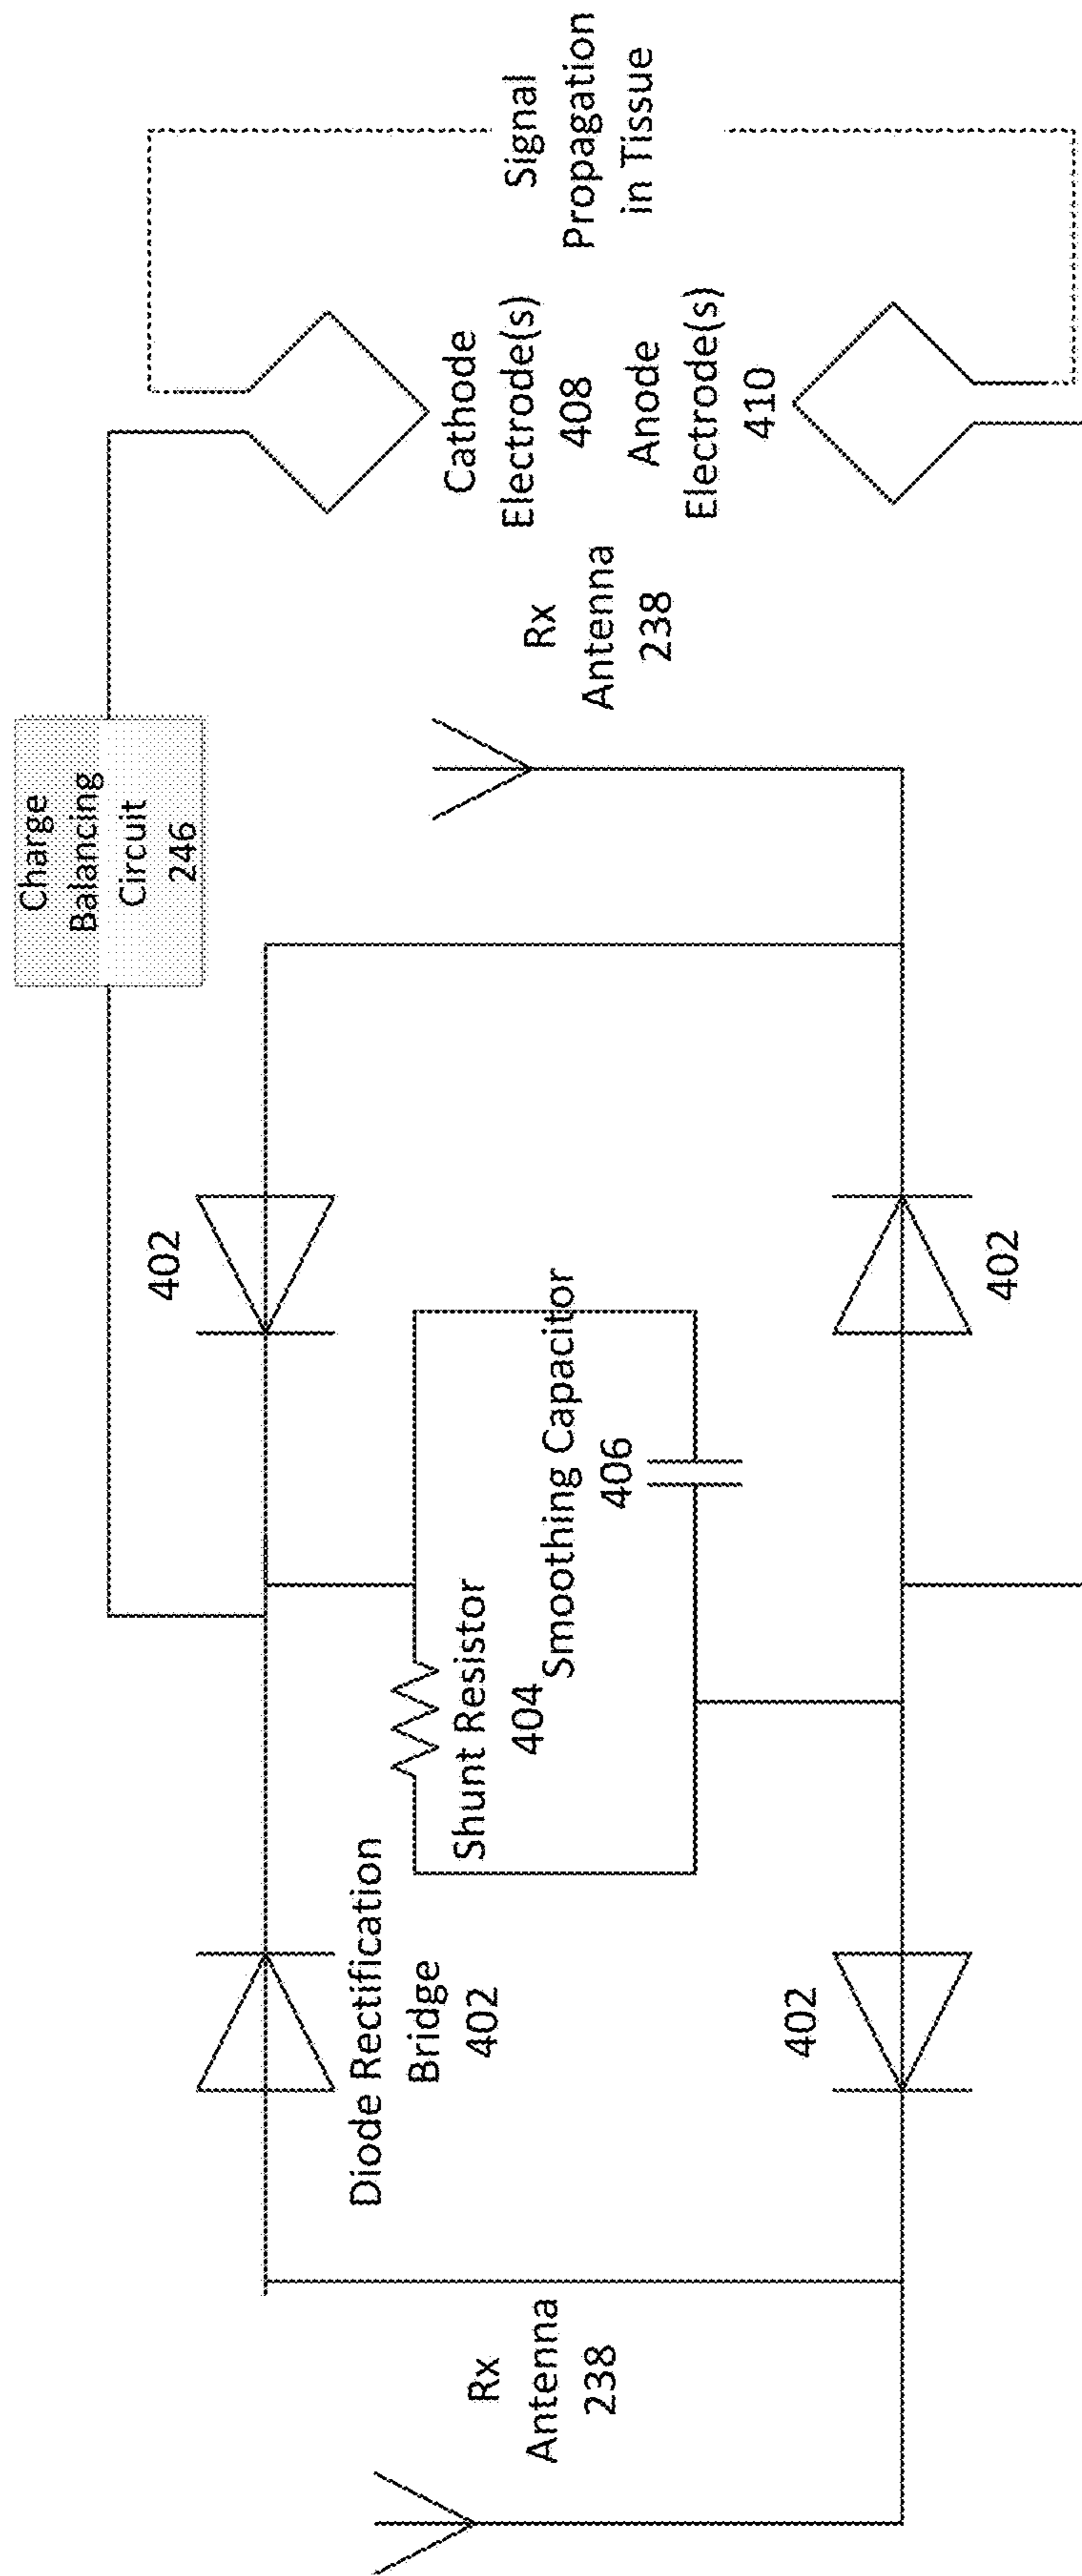 Charge
Balancing
Circuit
246
Signal
Propagation
in Tissue
Cathode
Electrode(s)
408
Anode
Electrode(s)
410
Rx
Antenna
238
402
402
Smoothing Capacitor
406
Shunt Resistor
404
Diode Rectification
Bridge
402
402
Rx
Antenna
238